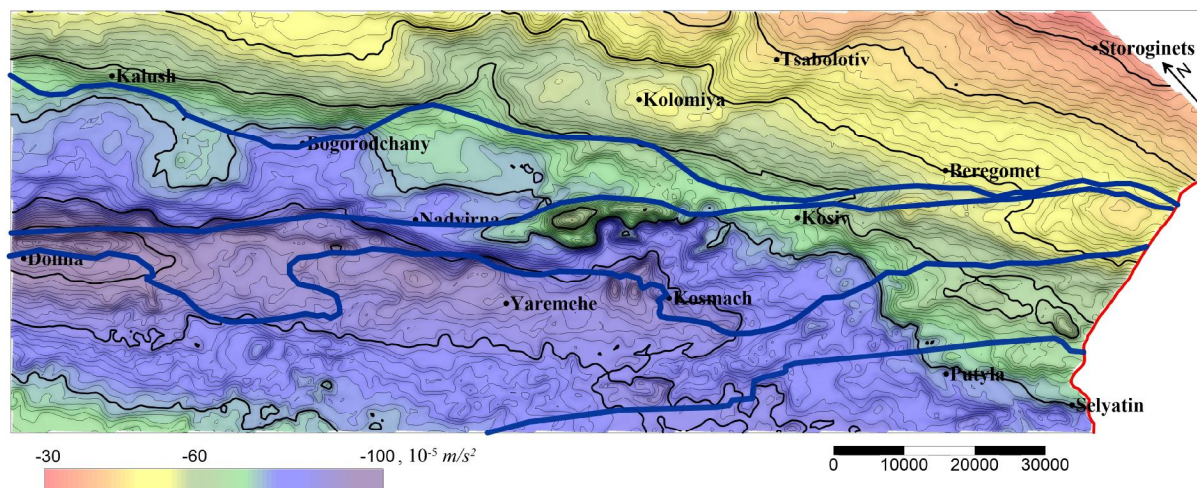 Storoginets
N
Tsabolotiv
Kalush
Kolomiya
Bogorodchany
Beregomet
Nadvirna
Kosiv
Dolina
Yaremche
Kosmach
Putyla
Selyatin
-30 -60 -100 , 10⁻⁵ m/s²
0 10000 20000 30000